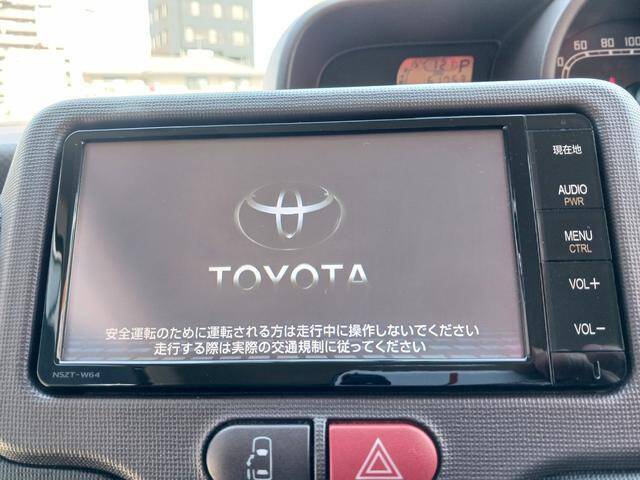 TOYOTA
安全運転のために運転される方は走行中に操作しないでください
走行する際は実際の交通規制に従ってください
NSZT-W64
現在地
AUDIO
PWR
MENU
CTRL
VOL+
VOL−
P
0
80
100